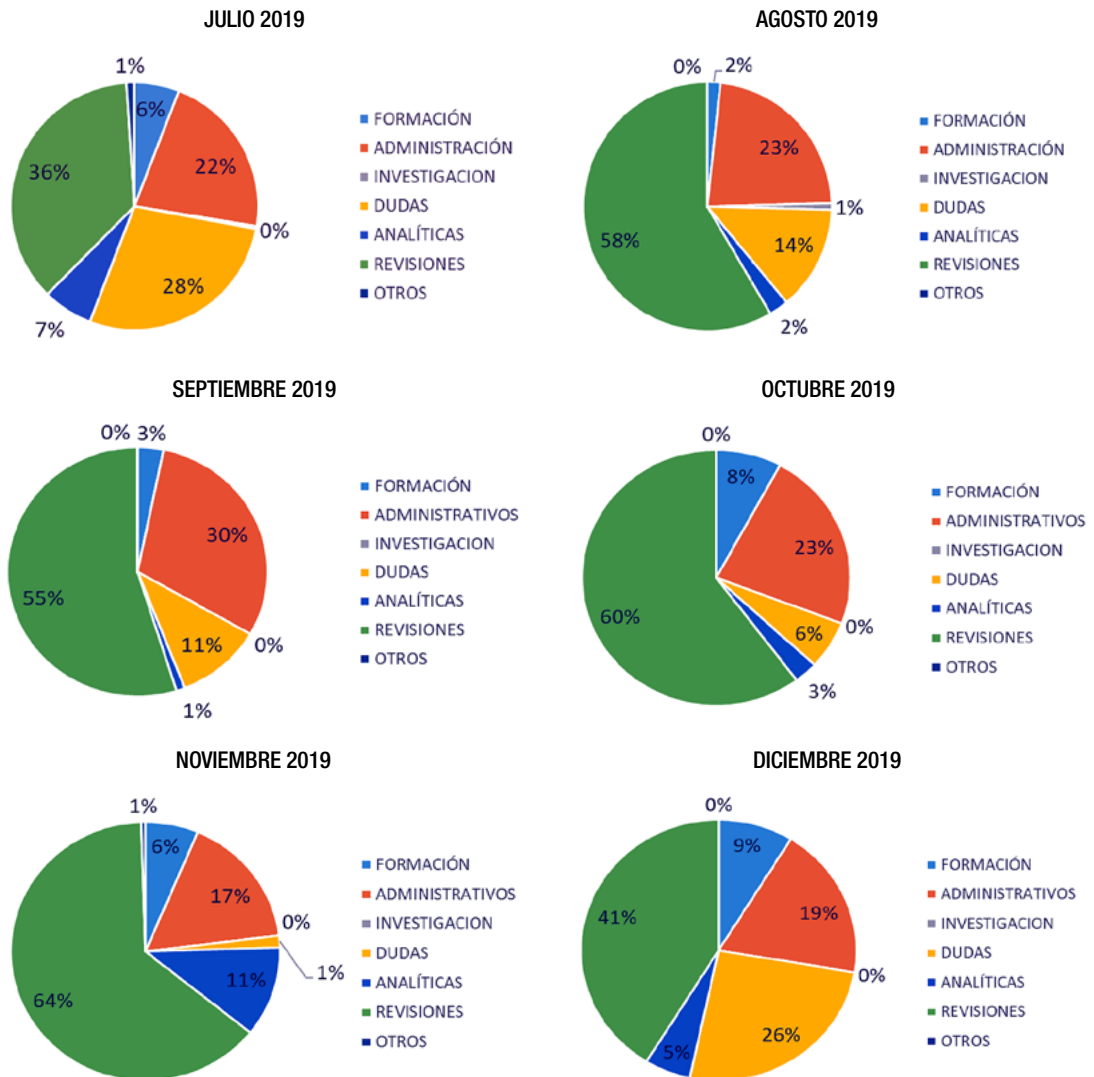 JULIO 2019
1%
6%
22%
0%
28%
7%
36%
FORMACIÓN
ADMINISTRACIÓN
INVESTIGACION
DUDAS
ANALÍTICAS
REVISIONES
OTROS
AGOSTO 2019
0%
2%
23%
1%
14%
2%
58%
FORMACIÓN
ADMINISTRACIÓN
INVESTIGACION
DUDAS
ANALÍTICAS
REVISIONES
OTROS
SEPTIEMBRE 2019
0%
3%
30%
0%
11%
1%
55%
FORMACIÓN
ADMINISTRATIVOS
INVESTIGACION
DUDAS
ANALÍTICAS
REVISIONES
OTROS
OCTUBRE 2019
0%
8%
23%
0%
6%
3%
60%
FORMACIÓN
ADMINISTRATIVOS
INVESTIGACION
DUDAS
ANALÍTICAS
REVISIONES
OTROS
NOVIEMBRE 2019
1%
6%
17%
0%
1%
11%
64%
FORMACIÓN
ADMINISTRATIVOS
INVESTIGACION
DUDAS
ANALÍTICAS
REVISIONES
OTROS
DICIEMBRE 2019
0%
9%
19%
0%
26%
5%
41%
FORMACIÓN
ADMINISTRATIVOS
INVESTIGACION
DUDAS
ANALÍTICAS
REVISIONES
OTROS